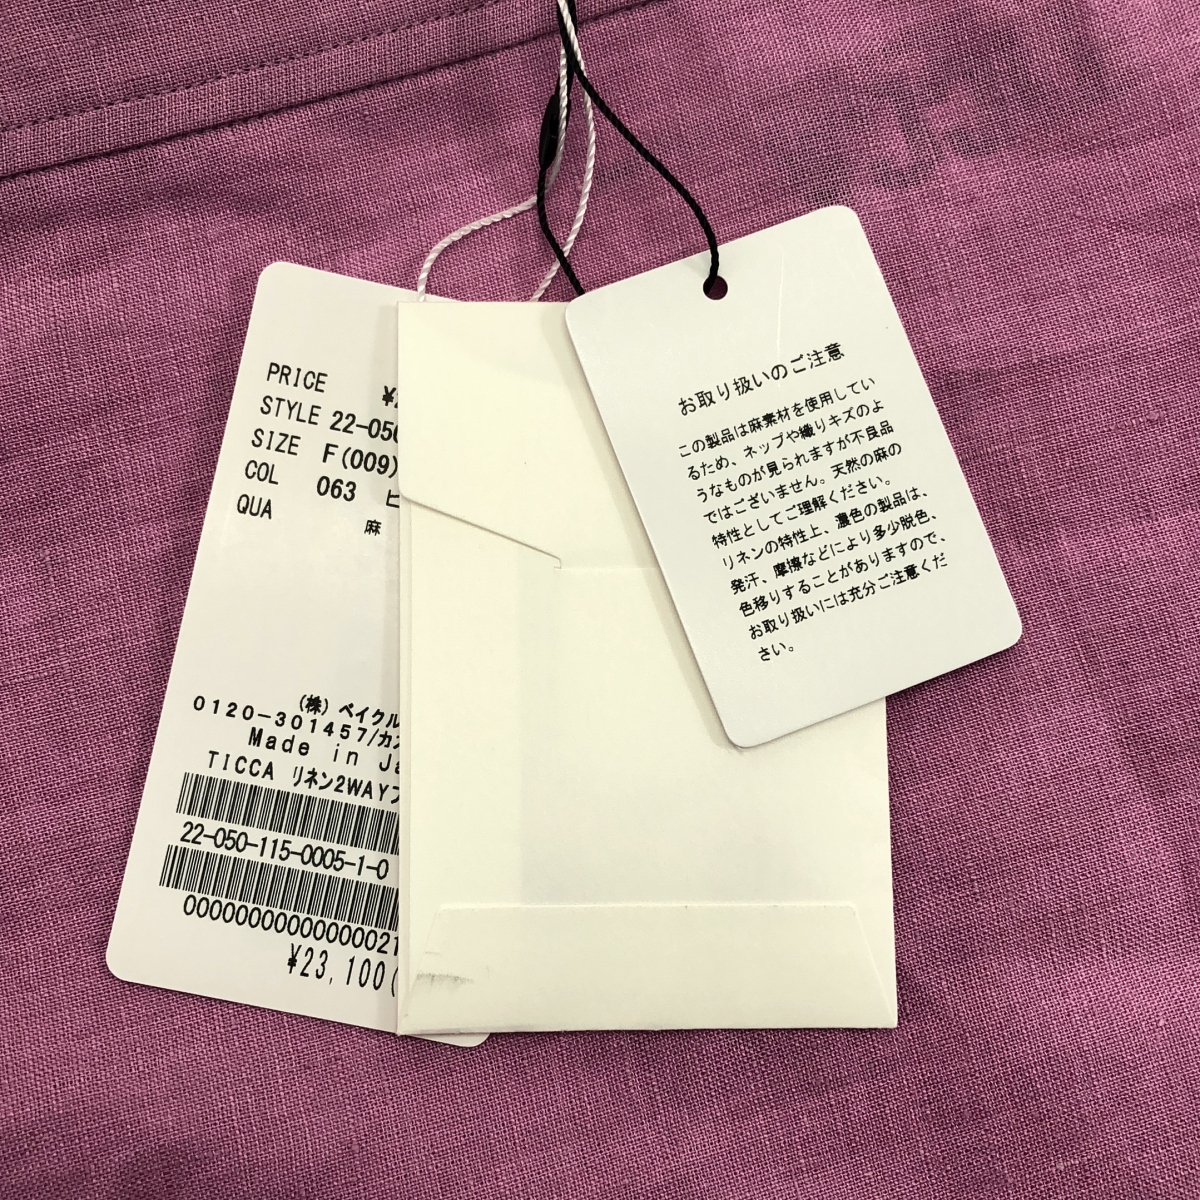 PRICE ¥
STYLE 22-050
SIZE F(009)
COL 063 ピ
QUA 麻
(株) ベイクル
0120-301457/カス
Made in Ja
TICCA リネン2WAYブ
22-050-115-0005-1-0
00000000000000021
¥23,100(
お取り扱いのご注意
この製品は麻素材を使用してい
るため、ネップや織りキズのよ
うなものが見られますが不良品
ではございません。天然の麻の
特性としてご理解ください。
リネンの特性上、濃色の製品は、
発汗、摩擦などにより多少脱色、
色移りすることがありますので、
お取り扱いには充分ご注意くだ
さい。